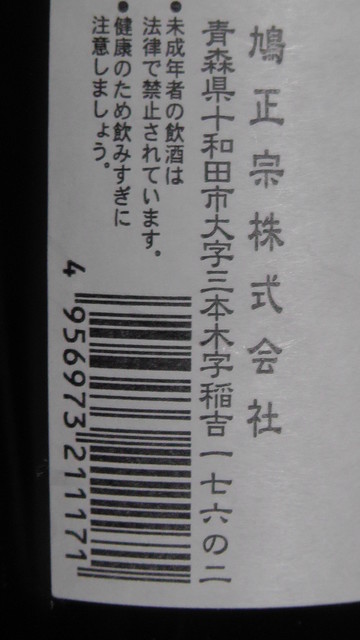 鳩正宗株式会社
青森県十和田市大字三本木字稲吉一七六の二
●未成年者の飲酒は
法律で禁止されています。
●健康のため飲みすぎに
注意しましょう。
4 956973 211171